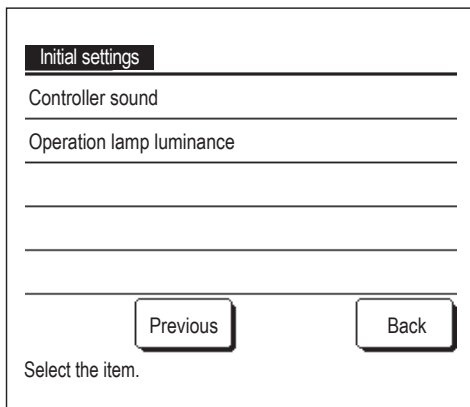 Initial settings
Controller sound
Operation lamp luminance
Previous Back
Select the item.